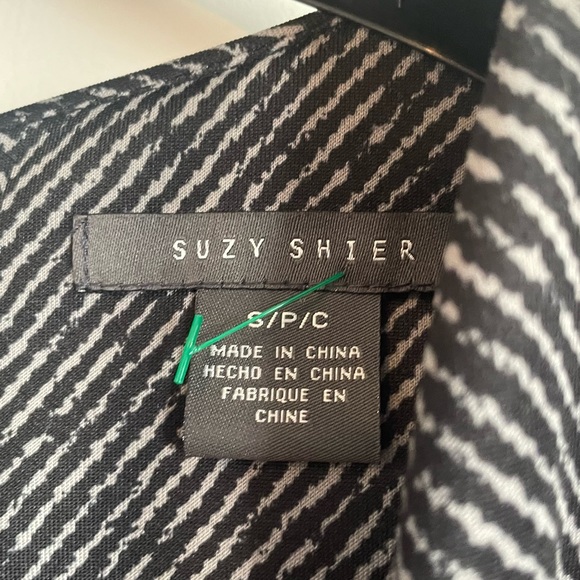 SUZY SHIER
S/P/C
MADE IN CHINA
HECHO EN CHINA
FABRIQUE EN
CHINE